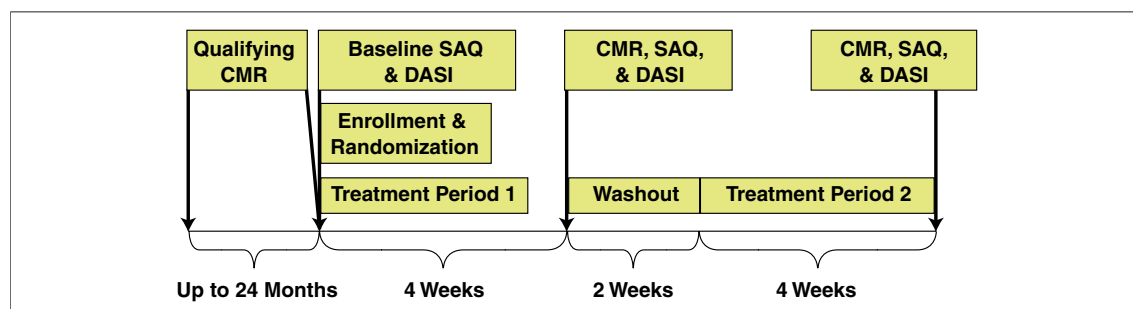 Qualifying
CMR
Baseline SAQ
& DASI
CMR, SAQ,
& DASI
CMR, SAQ,
& DASI
Enrollment &
Randomization
Treatment Period 1
Washout
Treatment Period 2
Up to 24 Months
4 Weeks
2 Weeks
4 Weeks